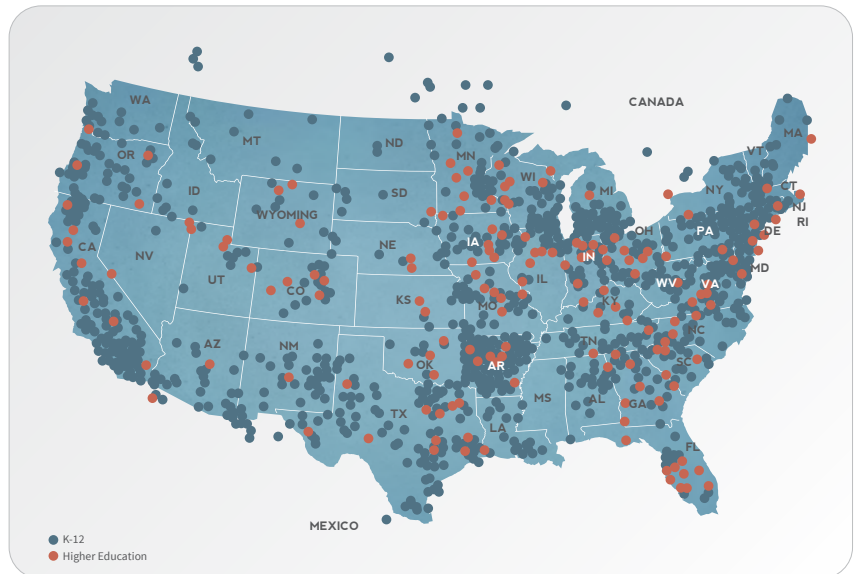 WA
CANADA
MA
MT
ND
OR
MN
VT
WI
ID
SD
MI
NY
CT
WYOMING
NJ
RI
OH
PA
DE
CA
NV
NE
IA
IN
MD
UT
CO
IL
WV
VA
KS
MO
KY
NC
AZ
NM
TN
OK
AR
SC
MS
AL
GA
TX
LA
FL
MEXICO
K-12
Higher Education